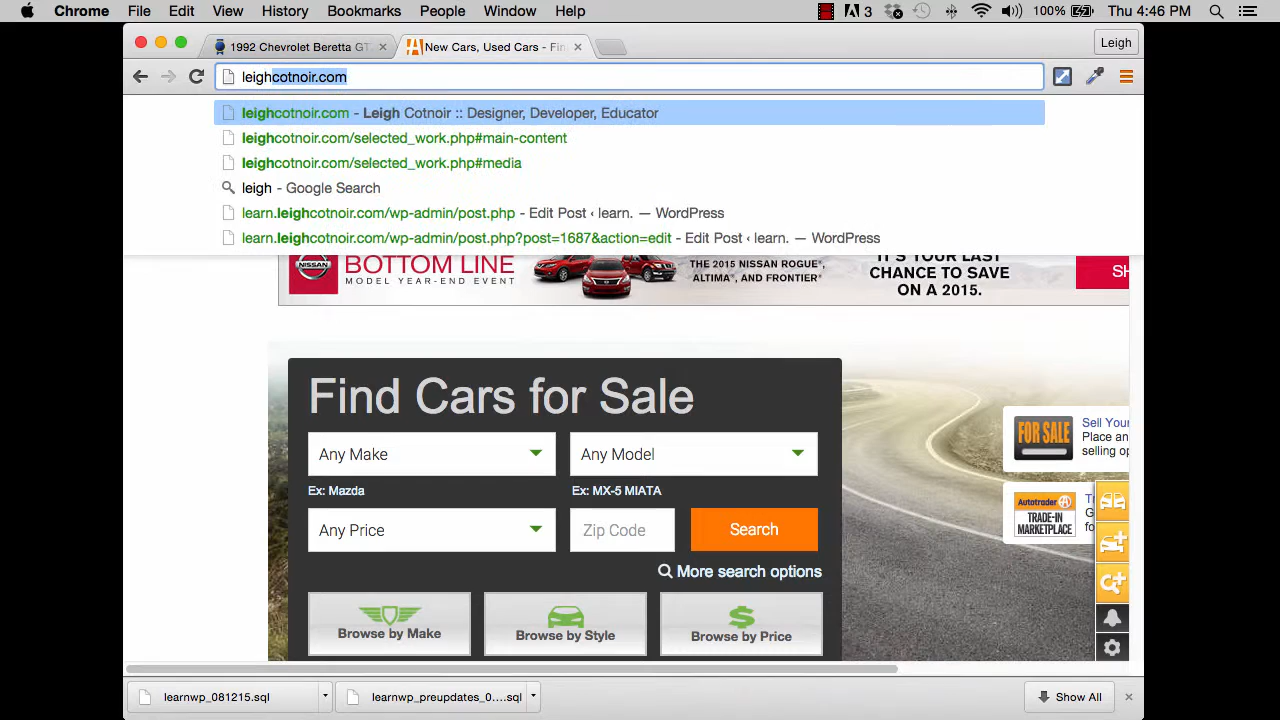 Chrome File Edit View History Bookmarks People Window Help 3 100% Thu 4:46 PM
1992 Chevrolet Beretta GT
New Cars, Used Cars - Fin
Leigh
leighcotnoir.com
leighcotnoir.com - Leigh Cotnoir :: Designer, Developer, Educator
leighcotnoir.com/selected_work.php#main-content
leighcotnoir.com/selected_work.php#media
leigh - Google Search
learn.leighcotnoir.com/wp-admin/post.php - Edit Post ‹ learn. — WordPress
learn.leighcotnoir.com/wp-admin/post.php?post=1687&action=edit - Edit Post ‹ learn. — WordPress
NISSAN
BOTTOM LINE
MODEL YEAR-END EVENT
THE 2015 NISSAN ROGUE®,
ALTIMA®, AND FRONTIER®
IT'S YOUR LAST
CHANCE TO SAVE
ON A 2015.
SH
Find Cars for Sale
Any Make
Any Model
Ex: Mazda
Ex: MX-5 MIATA
Any Price
Zip Code
Search
More search options
Browse by Make
Browse by Style
Browse by Price
FOR SALE
Sell Your
Place an
selling op
Autotrader
TRADE-IN
MARKETPLACE
T
G
fo
learnwp_081215.sql
learnwp_preupdates_0....sql
Show All